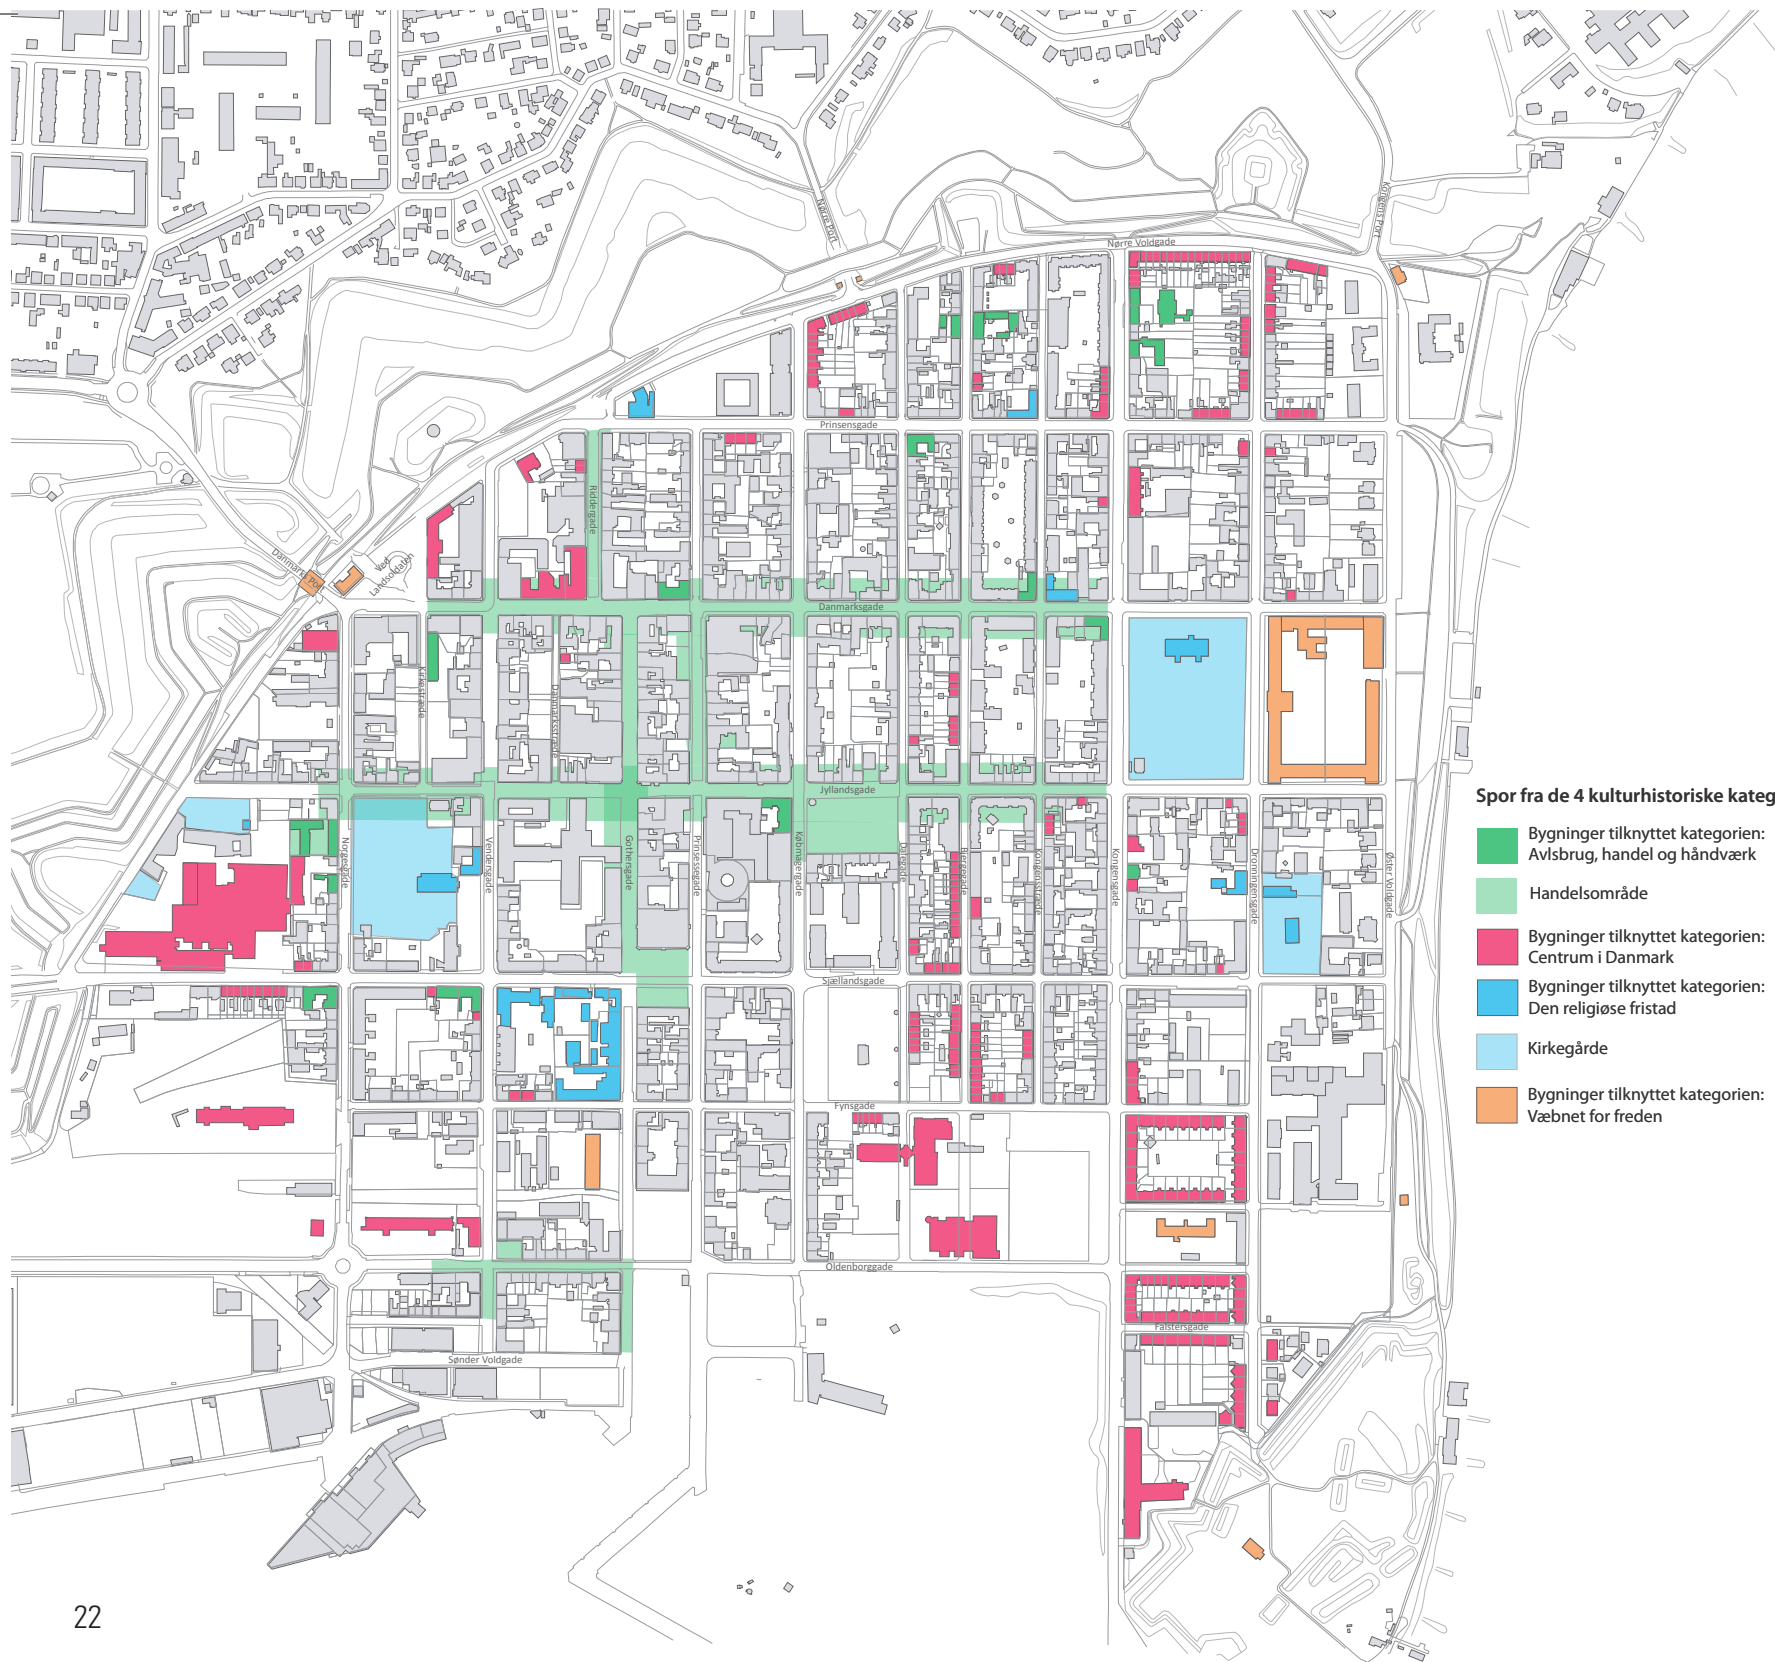 Nørre Port
Kongens Port
Nørre Voldgade
Prinsensgade
Riddergade
Danmarks Port
Ved
Landsoldaten
Danmarksgade
Kirkestræde
Danmarksstræde
Jyllandsgade
Norgesgade
Vendersgade
Gothersgade
Prinsessegade
Købmagergade
Dalegade
Bjergegade
Kongensstræde
Kongensgade
Dronningensgade
Øster Voldgade
Sjællandsgade
Fynsgade
Oldenborggade
Falstersgade
Sønder Voldgade
Spor fra de 4 kulturhistoriske kateg
Bygninger tilknyttet kategorien:
Avlsbrug, handel og håndværk
Handelsområde
Bygninger tilknyttet kategorien:
Centrum i Danmark
Bygninger tilknyttet kategorien:
Den religiøse fristad
Kirkegårde
Bygninger tilknyttet kategorien:
Væbnet for freden
22